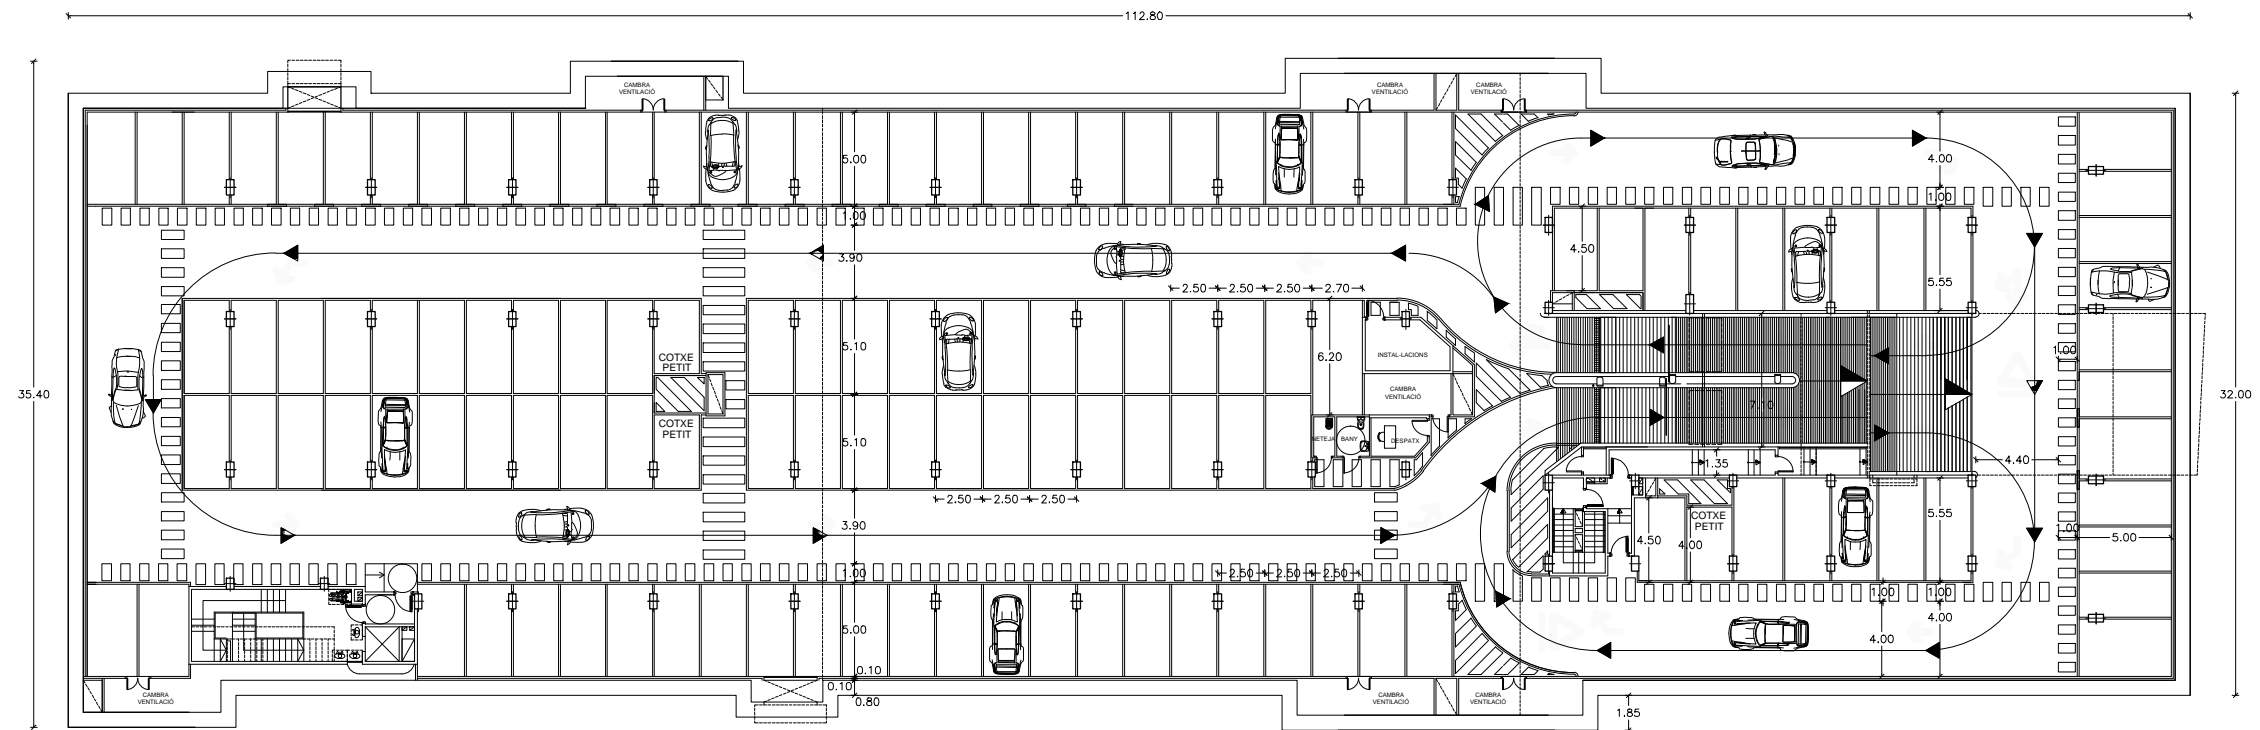 112.80
CAMBRA
VENTILACIÓ
CAMBRA
VENTILACIÓ
CAMBRA
VENTILACIÓ
5.00
4.00
1.00
1.00
3.90
4.50
5.55
2.50 2.50 2.50 2.70
5.10
COTXE
PETIT
6.20
INSTAL·LACIONS
1.00
CAMBRA
VENTILACIÓ
35.40
32.00
7.10
COTXE
PETIT
5.10
NETEJA
BANY
DESPATX
1.35
4.40
2.50 2.50 2.50
3.90
COTXE
PETIT
5.55
4.50
4.00
1.00
5.00
1.00
2.50 2.50 2.50
1.00
1.00
4.00
5.00
4.00
0.10
0.10
0.80
CAMBRA
VENTILACIÓ
CAMBRA
VENTILACIÓ
CAMBRA
VENTILACIÓ
1.85